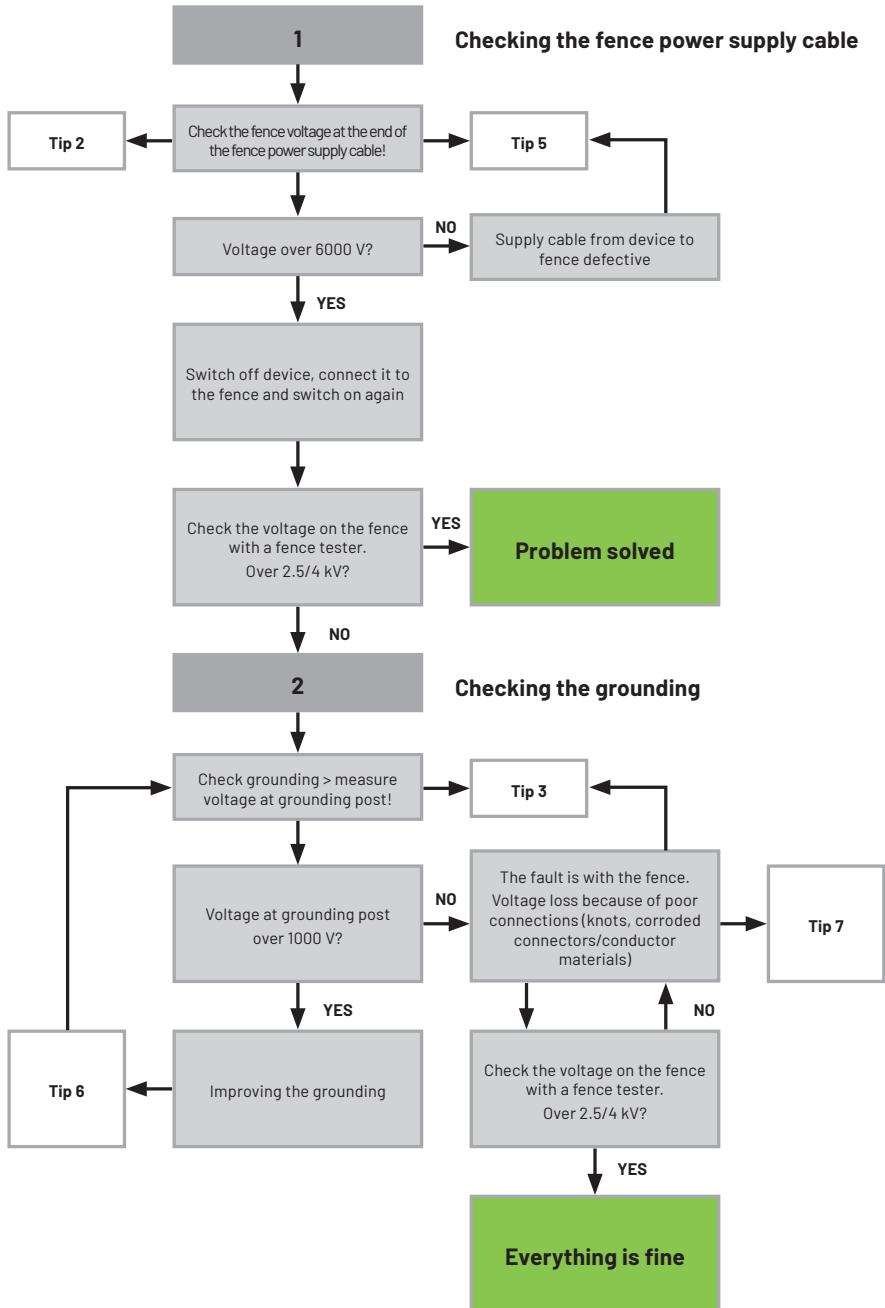 1
Checking the fence power supply cable
Tip 2
Check the fence voltage at the end of
the fence power supply cable!
Tip 5
Voltage over 6000 V?
NO
Supply cable from device to
fence defective
YES
Switch off device, connect it to
the fence and switch on again
Check the voltage on the fence
with a fence tester.
Over 2.5/4 kV?
YES
Problem solved
NO
2
Checking the grounding
Check grounding > measure
voltage at grounding post!
Tip 3
Voltage at grounding post
over 1000 V?
NO
The fault is with the fence.
Voltage loss because of poor
connections (knots, corroded
connectors/conductor
materials)
Tip 7
YES
NO
Tip 6
Improving the grounding
Check the voltage on the fence
with a fence tester.
Over 2.5/4 kV?
YES
Everything is fine